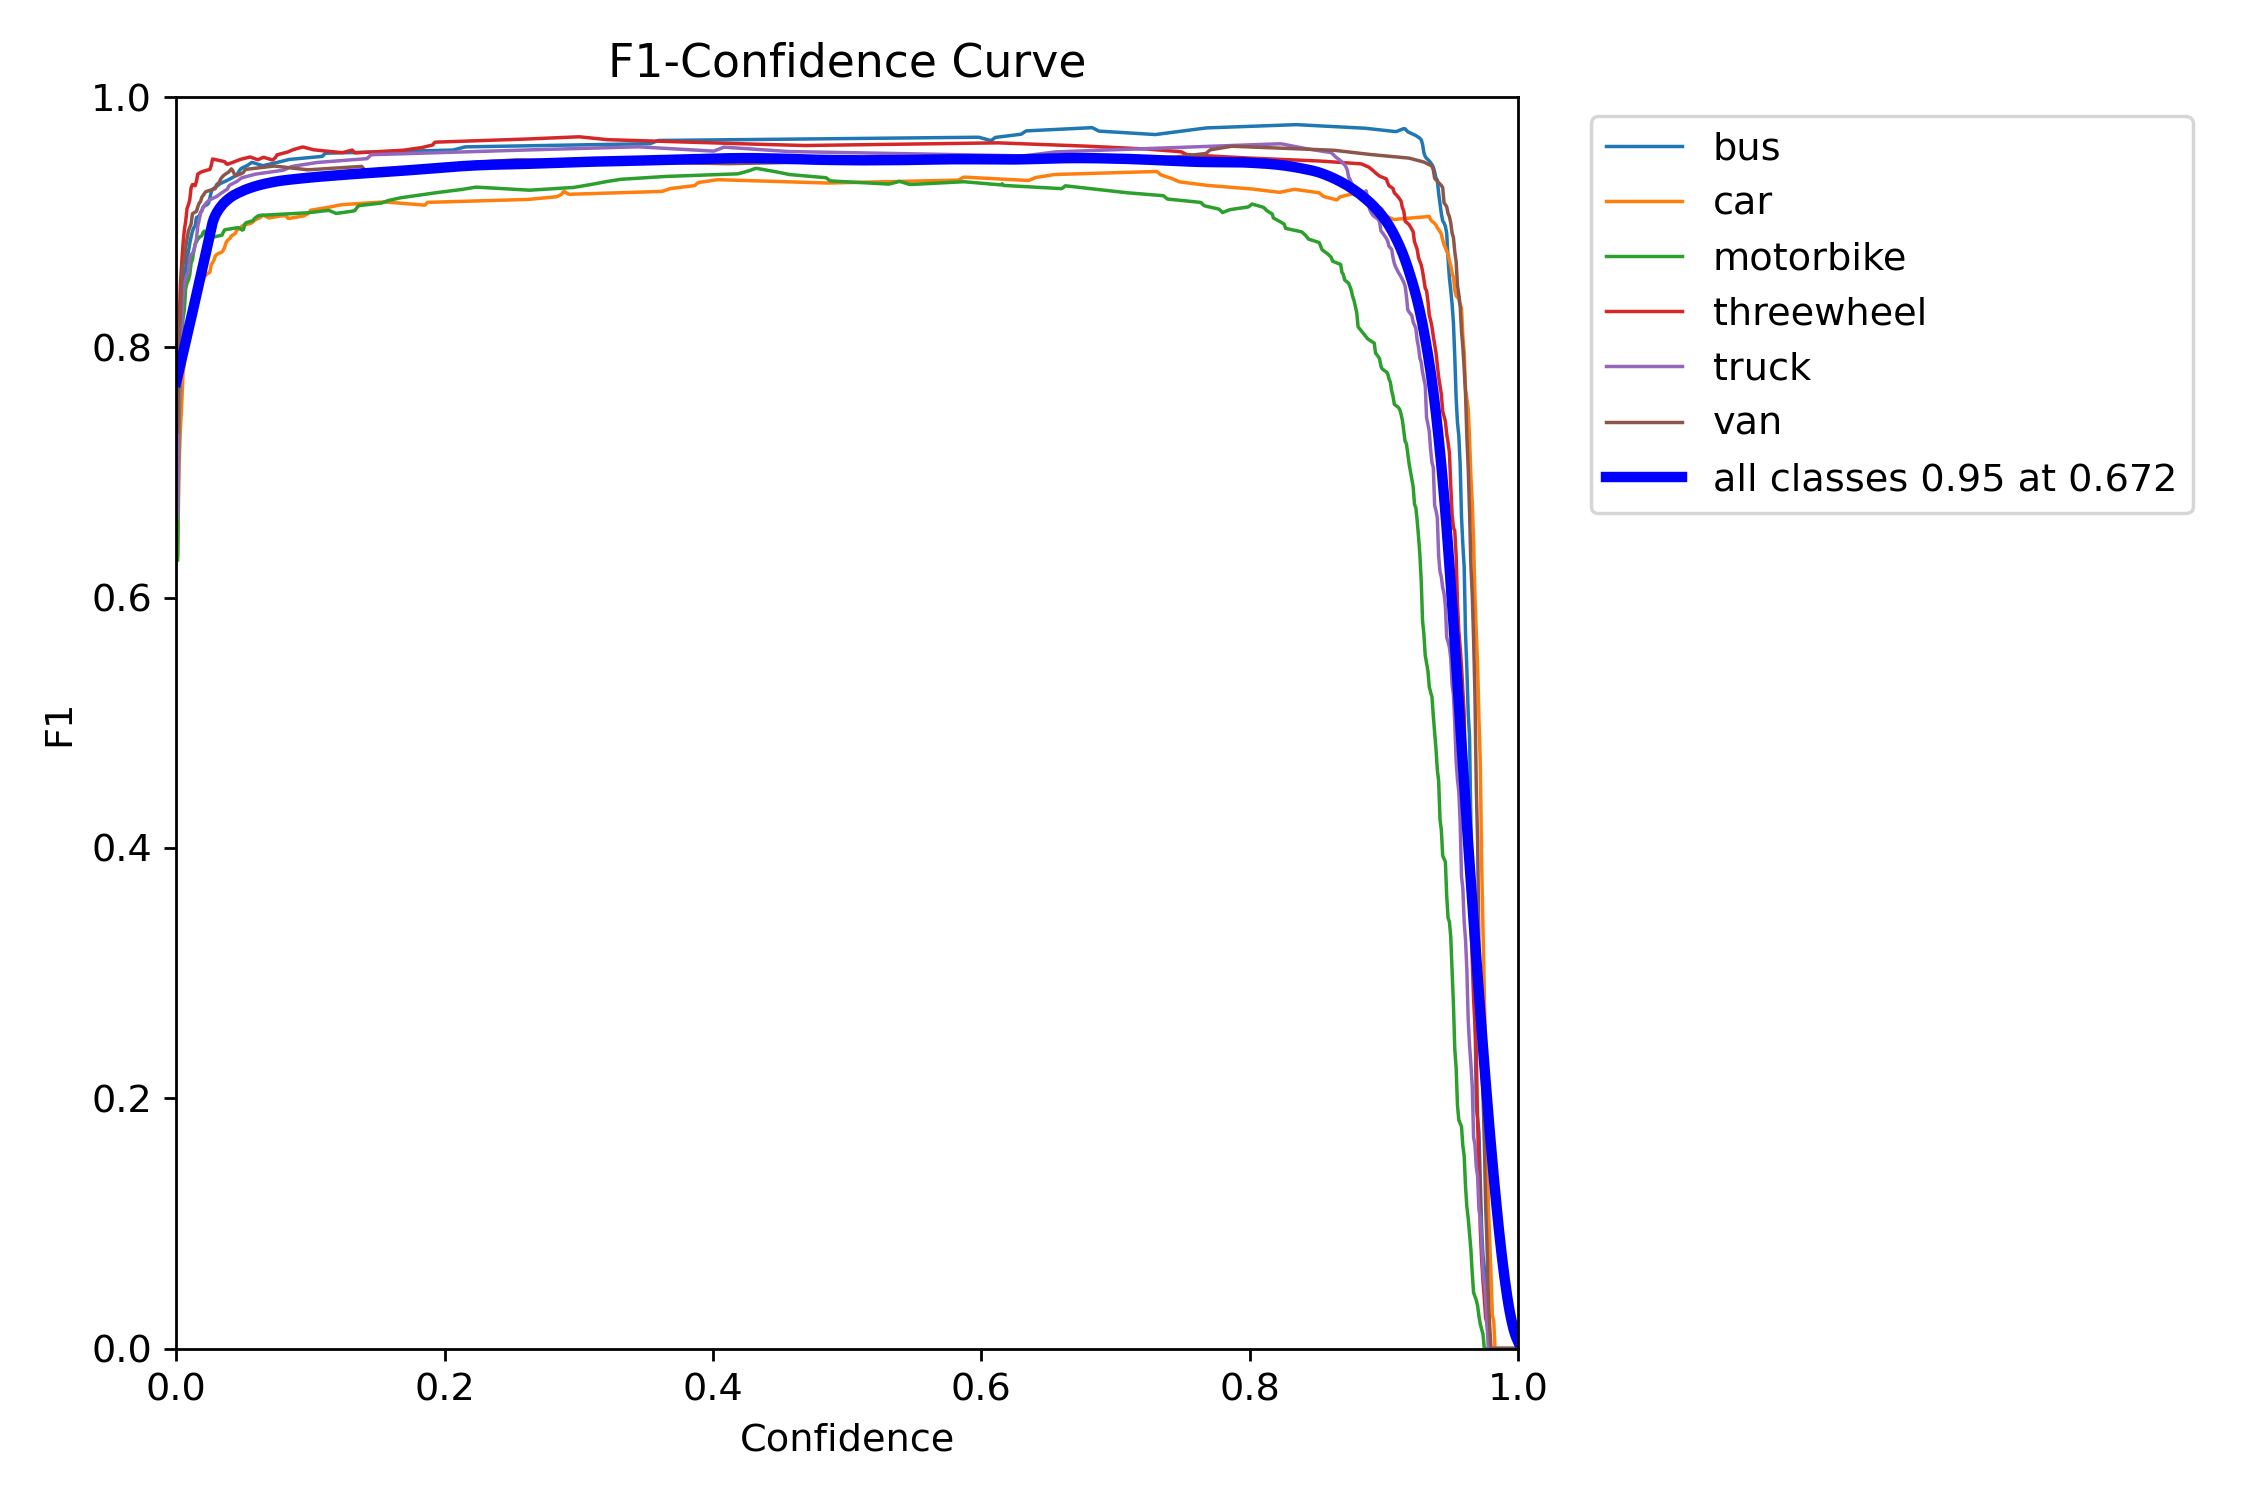 F1-Confidence Curve
1.0
0.8
0.6
0.4
0.2
0.0
F1
0.0 0.2 0.4 0.6 0.8 1.0
Confidence
bus
car
motorbike
threewheel
truck
van
all classes 0.95 at 0.672